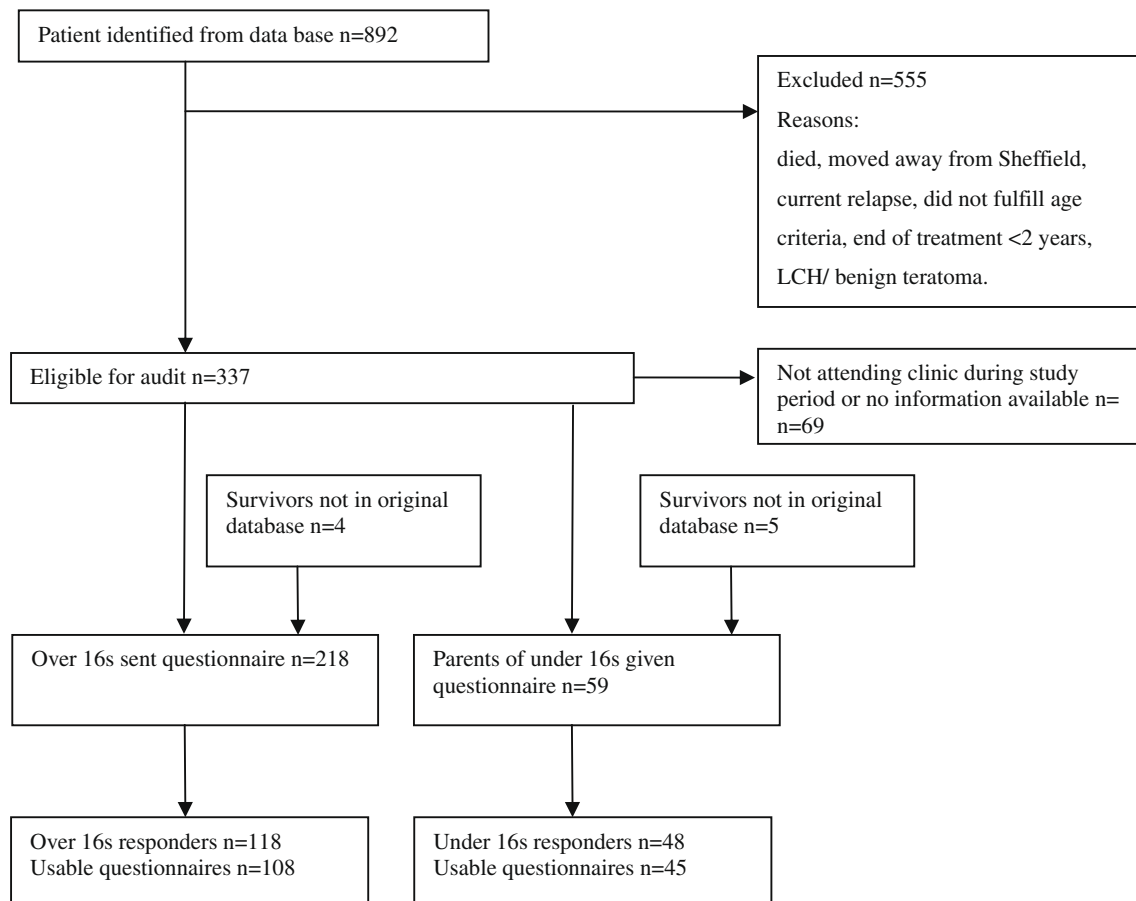 Patient identified from data base n=892
Excluded n=555
Reasons:
died, moved away from Sheffield,
current relapse, did not fulfill age
criteria, end of treatment <2 years,
LCH/ benign teratoma.
Eligible for audit n=337
Not attending clinic during study
period or no information available n=
n=69
Survivors not in original
database n=4
Survivors not in original
database n=5
Over 16s sent questionnaire n=218
Parents of under 16s given
questionnaire n=59
Over 16s responders n=118
Usable questionnaires n=108
Under 16s responders n=48
Usable questionnaires n=45